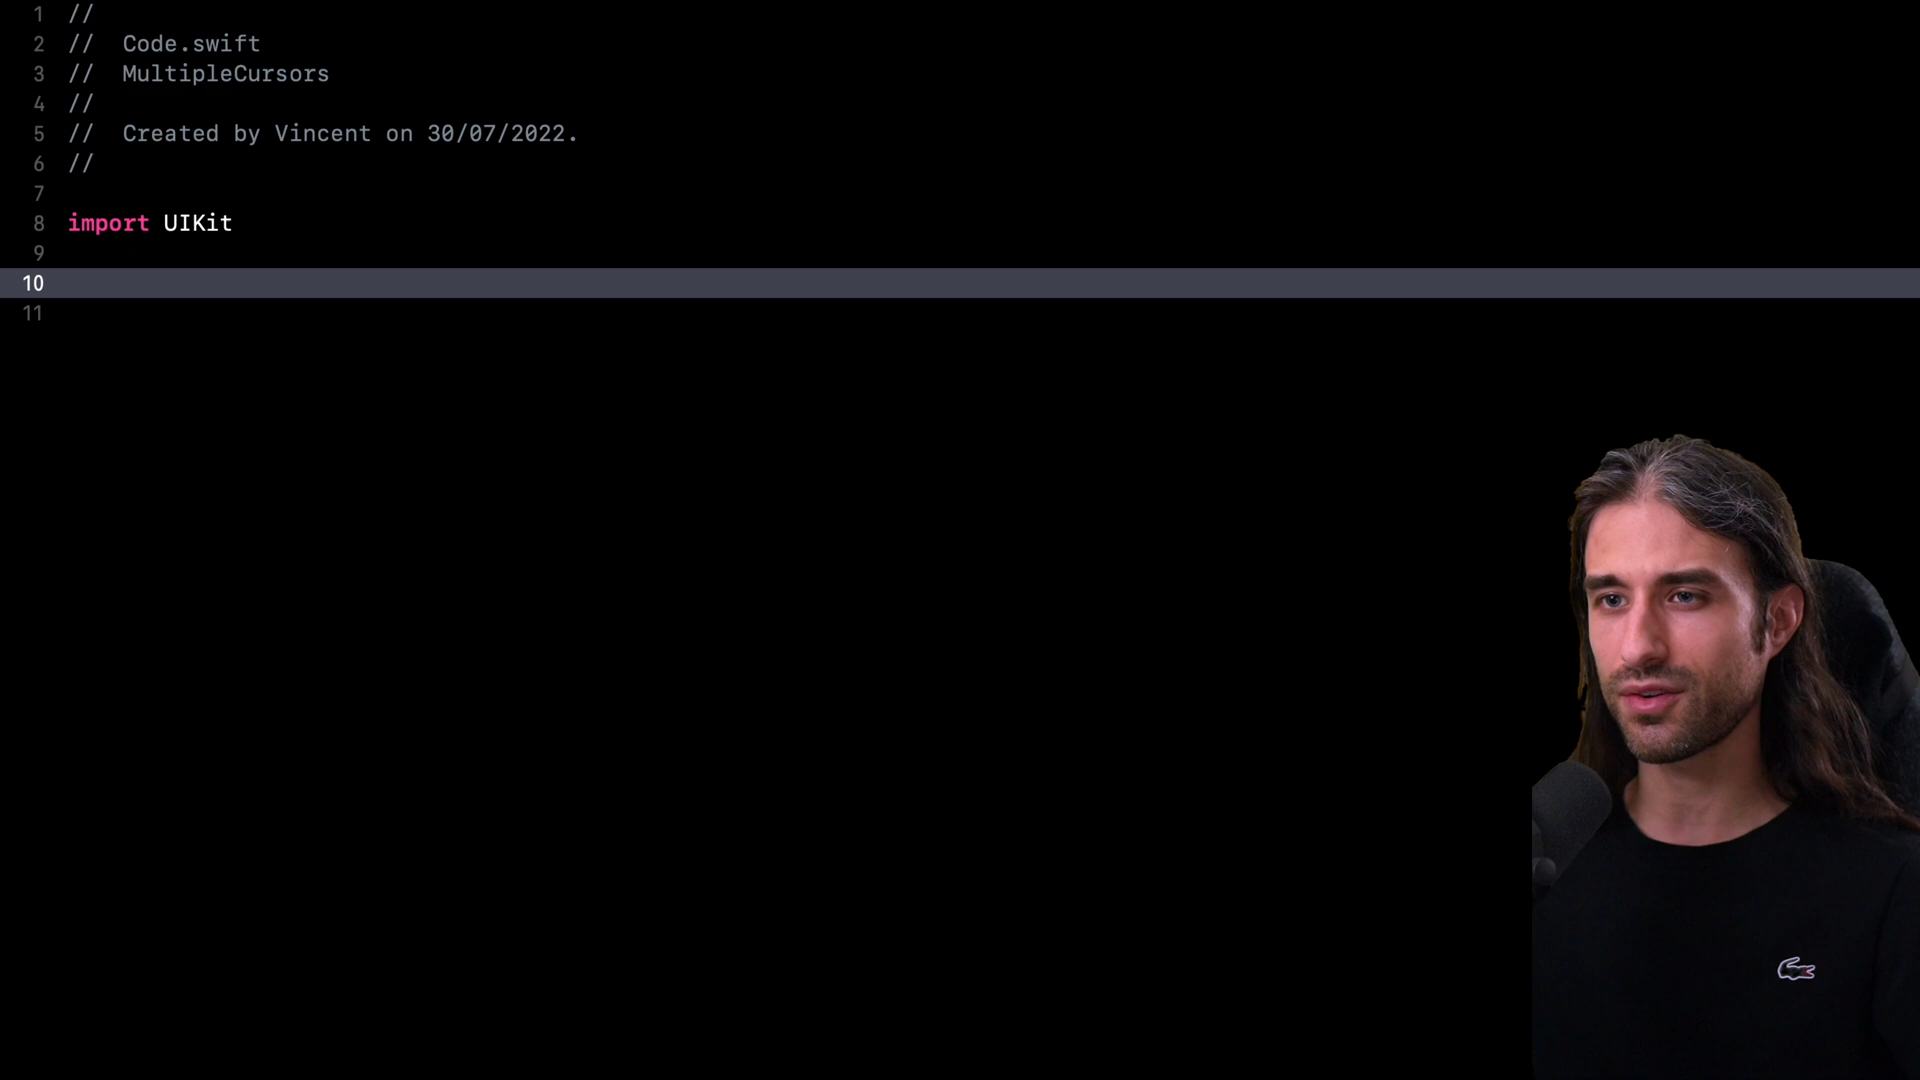 1 //
2 // Code.swift
3 // MultipleCursors
4 //
5 // Created by Vincent on 30/07/2022.
6 //
7
8 import UIKit
9
10
11